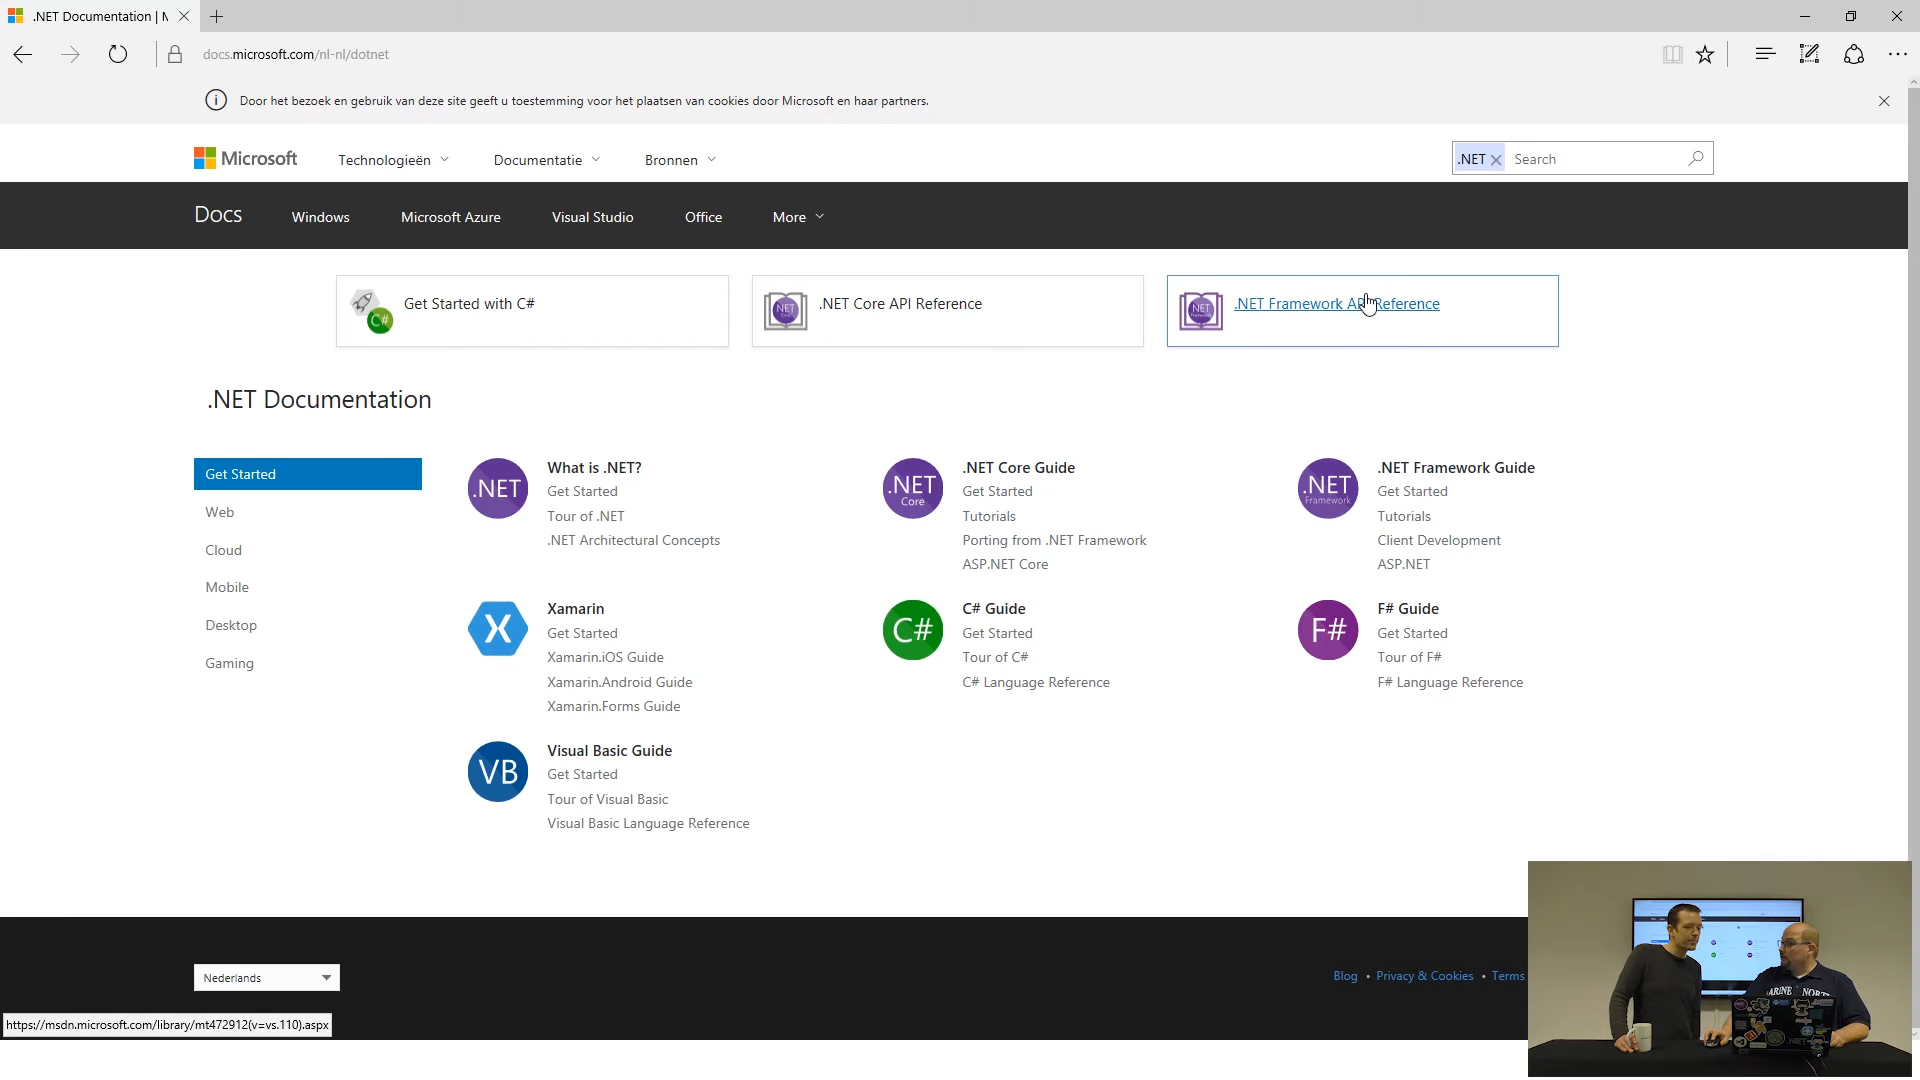 .NET Documentation | M
docs.microsoft.com/nl-nl/dotnet
Door het bezoek en gebruik van deze site geeft u toestemming voor het plaatsen van cookies door Microsoft en haar partners.
Microsoft
Technologieën
Documentatie
Bronnen
.NET
Search
Docs
Windows
Microsoft Azure
Visual Studio
Office
More
Get Started with C#
C#
.NET Core API Reference
.NET Framework API Reference
.NET Documentation
Get Started
Web
Cloud
Mobile
Desktop
Gaming
.NET
What is .NET?
Get Started
Tour of .NET
.NET Architectural Concepts
.NET
Core
.NET Core Guide
Get Started
Tutorials
Porting from .NET Framework
ASP.NET Core
.NET
Framework
.NET Framework Guide
Get Started
Tutorials
Client Development
ASP.NET
X
Xamarin
Get Started
Xamarin.iOS Guide
Xamarin.Android Guide
Xamarin.Forms Guide
C#
C# Guide
Get Started
Tour of C#
C# Language Reference
F#
F# Guide
Get Started
Tour of F#
F# Language Reference
VB
Visual Basic Guide
Get Started
Tour of Visual Basic
Visual Basic Language Reference
Nederlands
Blog • Privacy & Cookies • Terms
https://msdn.microsoft.com/library/mt472912(v=vs.110).aspx